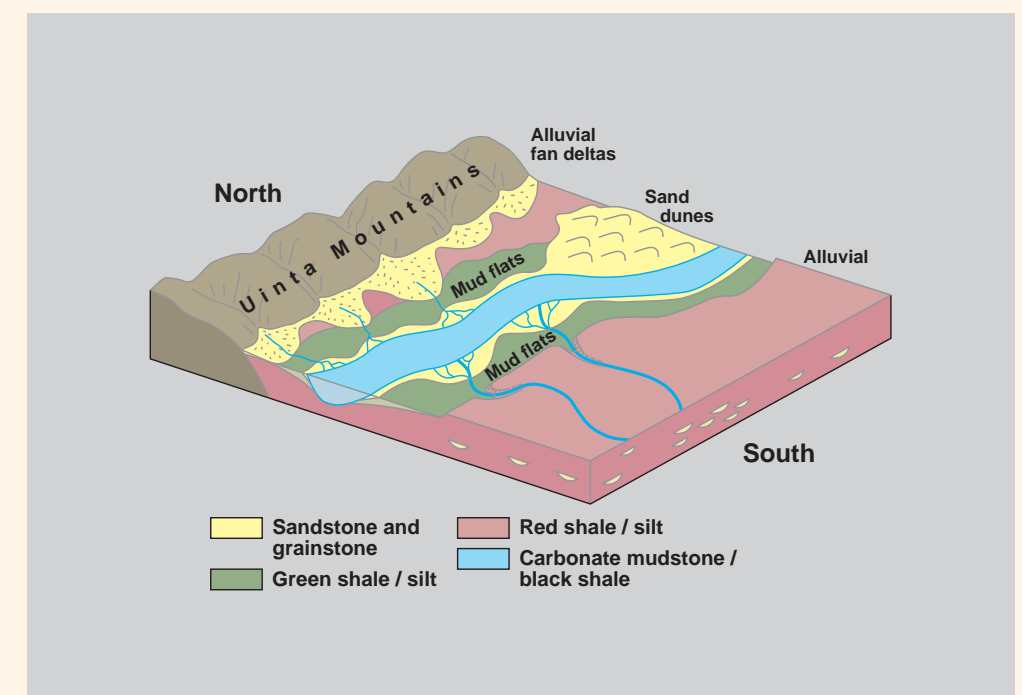 Alluvial
fan deltas
North
Uinta Mountains
Sand
dunes
Alluvial
Mud flats
Mud flats
South
Sandstone and
grainstone
Green shale / silt
Red shale / silt
Carbonate mudstone /
black shale